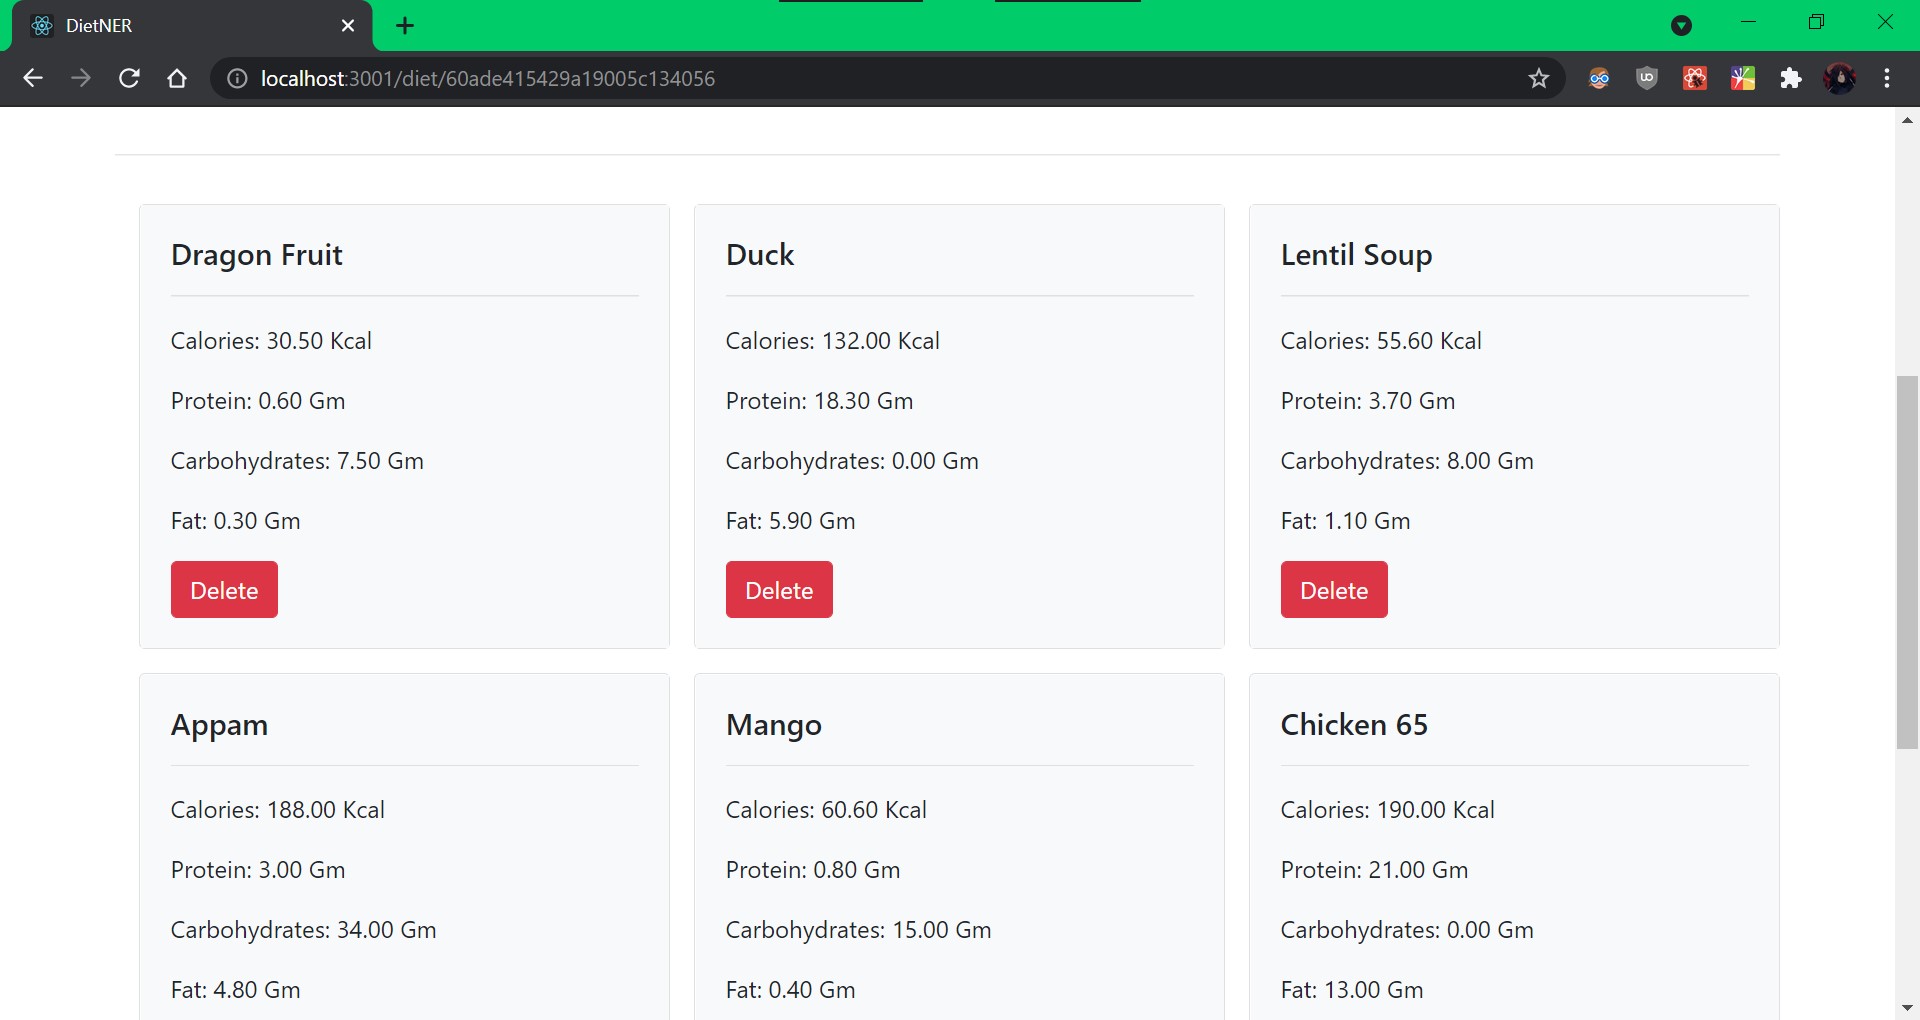 DietNER
localhost:3001/diet/60ade415429a19005c134056
Dragon Fruit
Calories: 30.50 Kcal
Protein: 0.60 Gm
Carbohydrates: 7.50 Gm
Fat: 0.30 Gm
Delete
Duck
Calories: 132.00 Kcal
Protein: 18.30 Gm
Carbohydrates: 0.00 Gm
Fat: 5.90 Gm
Delete
Lentil Soup
Calories: 55.60 Kcal
Protein: 3.70 Gm
Carbohydrates: 8.00 Gm
Fat: 1.10 Gm
Delete
Appam
Calories: 188.00 Kcal
Protein: 3.00 Gm
Carbohydrates: 34.00 Gm
Fat: 4.80 Gm
Mango
Calories: 60.60 Kcal
Protein: 0.80 Gm
Carbohydrates: 15.00 Gm
Fat: 0.40 Gm
Chicken 65
Calories: 190.00 Kcal
Protein: 21.00 Gm
Carbohydrates: 0.00 Gm
Fat: 13.00 Gm